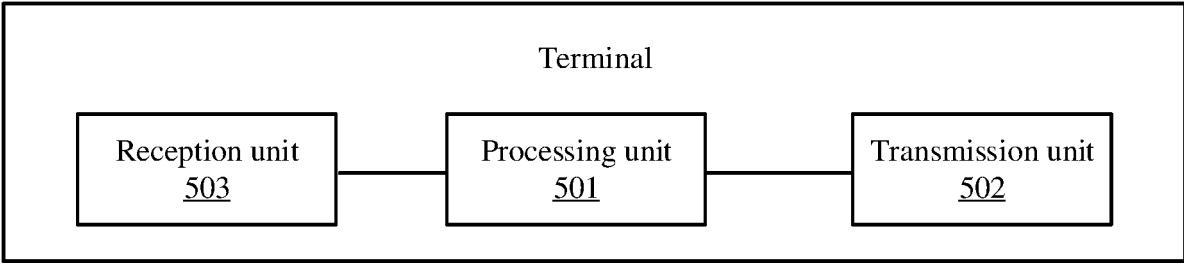 Terminal
Reception unit
503
Processing unit
501
Transmission unit
502